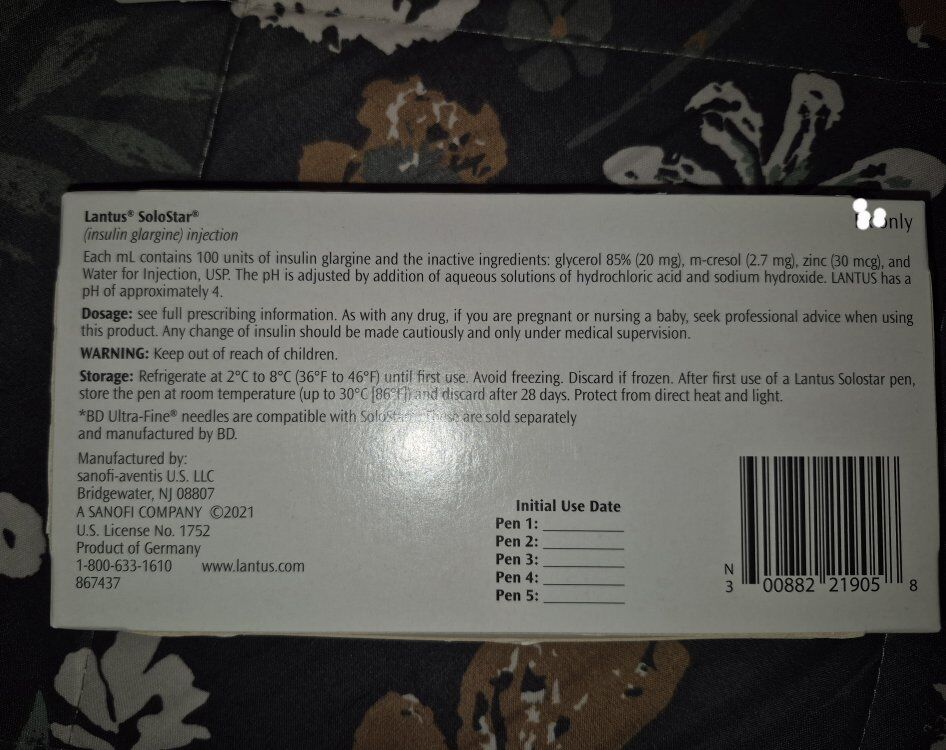 Lantus® SoloStar®
only
(insulin glargine) injection
Each mL contains 100 units of insulin glargine and the inactive ingredients: glycerol 85% (20 mg), m-cresol (2.7 mg), zinc (30 mcg), and
Water for Injection, USP. The pH is adjusted by addition of aqueous solutions of hydrochloric acid and sodium hydroxide. LANTUS has a
pH of approximately 4.
Dosage: see full prescribing information. As with any drug, if you are pregnant or nursing a baby, seek professional advice when using
this product. Any change of insulin should be made cautiously and only under medical supervision.
WARNING: Keep out of reach of children.
Storage: Refrigerate at 2°C to 8°C (36°F to 46°F) until first use. Avoid freezing. Discard if frozen. After first use of a Lantus Solostar pen,
store the pen at room temperature (up to 30°C [86°F]) and discard after 28 days. Protect from direct heat and light.
*BD Ultra-Fine® needles are compatible with These are sold separately
and manufactured by BD.
Manufactured by:
sanofi-aventis U.S. LLC
Bridgewater, NJ 08807
A SANOFI COMPANY ©2021
U.S. License No. 1752
Product of Germany
1-800-633-1610 www.lantus.com
867437
Initial Use Date
Pen 1:
Pen 2:
Pen 3:
Pen 4:
Pen 5:
N
3 00882 21905 8